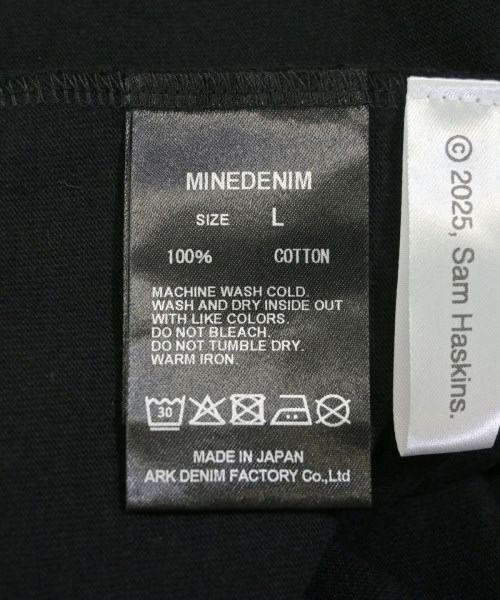 MINEDENIM
SIZE L
100% COTTON
MACHINE WASH COLD.
WASH AND DRY INSIDE OUT
WITH LIKE COLORS.
DO NOT BLEACH.
DO NOT TUMBLE DRY.
WARM IRON.
30
MADE IN JAPAN
ARK DENIM FACTORY Co.,Ltd
© 2025, Sam Haskins.